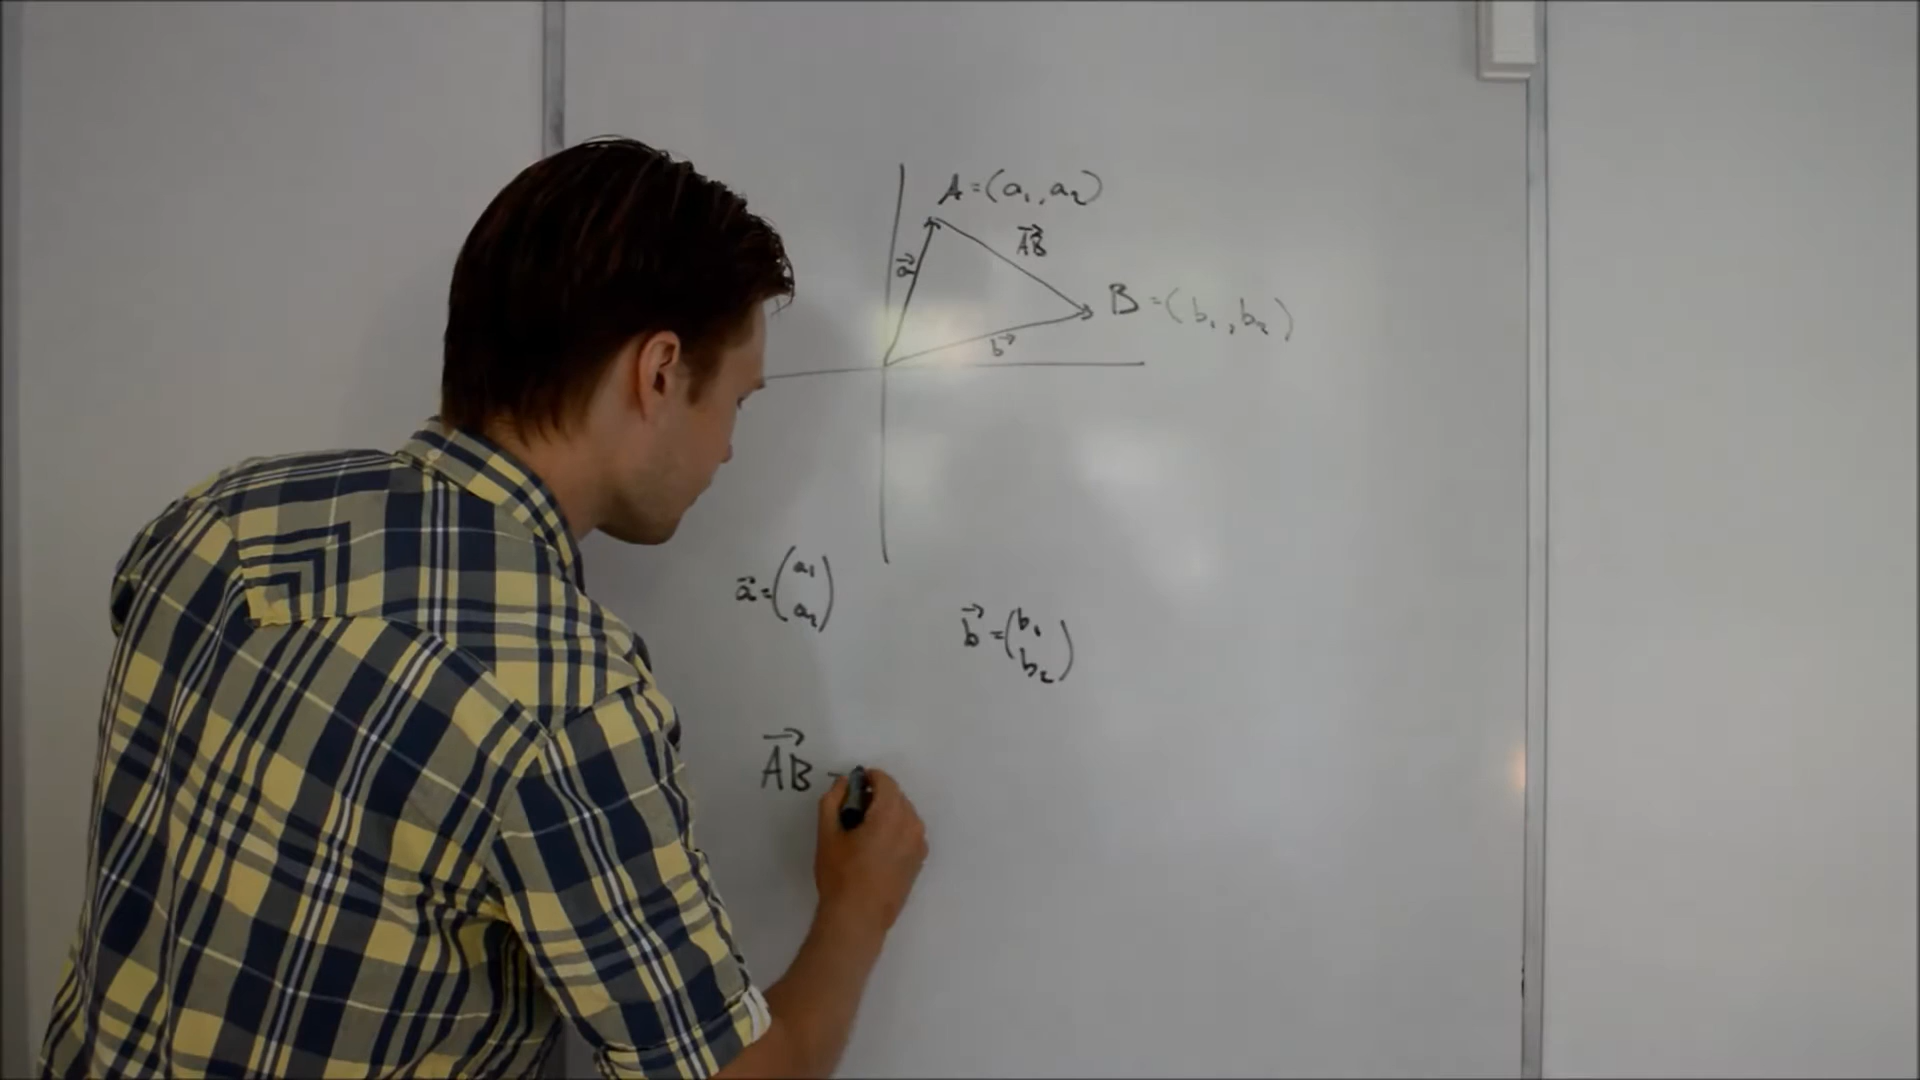 A=(a₁,a₂)
→AB
→a
B=(b₁,b₂)
→b
→a=(a₁ a₂)
→b=(b₁ b₂)
→AB =